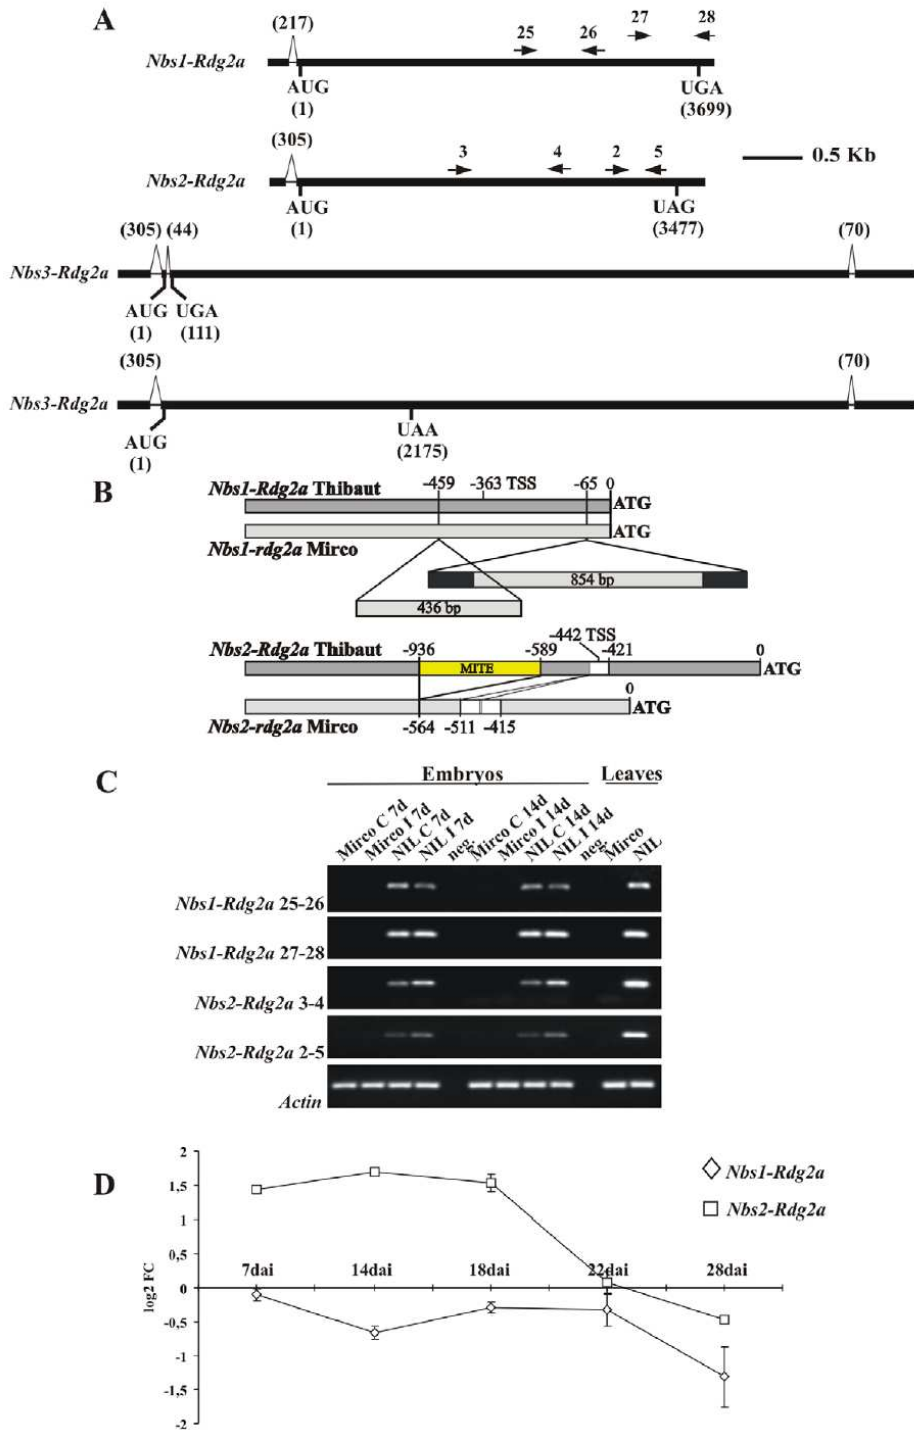 A
(217)
25 26 27 28
Nbs1-Rdg2a
AUG
(1)
UGA
(3699)
(305)
3 4 2 5
0.5 Kb
Nbs2-Rdg2a
AUG
(1)
UAG
(3477)
(305) (44) (70)
Nbs3-Rdg2a
AUG UGA
(1) (111)
(305) (70)
Nbs3-Rdg2a
AUG
(1)
UAA
(2175)
B
Nbs1-Rdg2a Thibaut
-459 -363 TSS -65 0
ATG
ATG
Nbs1-rdg2a Mirco
854 bp
436 bp
-442 TSS
Nbs2-Rdg2a Thibaut
-936 -589 -421 0
MITE
ATG
0
ATG
Nbs2-rdg2a Mirco
-564 -511 -415
C
Embryos Leaves
Mirco C 7d
Mirco I 7d
NIL C 7d
NIL I 7d
neg.
Mirco C 14d
Mirco I 14d
NIL C 14d
NIL I 14d
neg.
Mirco
NIL
Nbs1-Rdg2a 25-26
Nbs1-Rdg2a 27-28
Nbs2-Rdg2a 3-4
Nbs2-Rdg2a 2-5
Actin
D
log2 FC
2
1,5
1
0,5
0
-0,5
-1
-1,5
-2
7dai 14dai 18dai 22dai 28dai
Nbs1-Rdg2a
Nbs2-Rdg2a